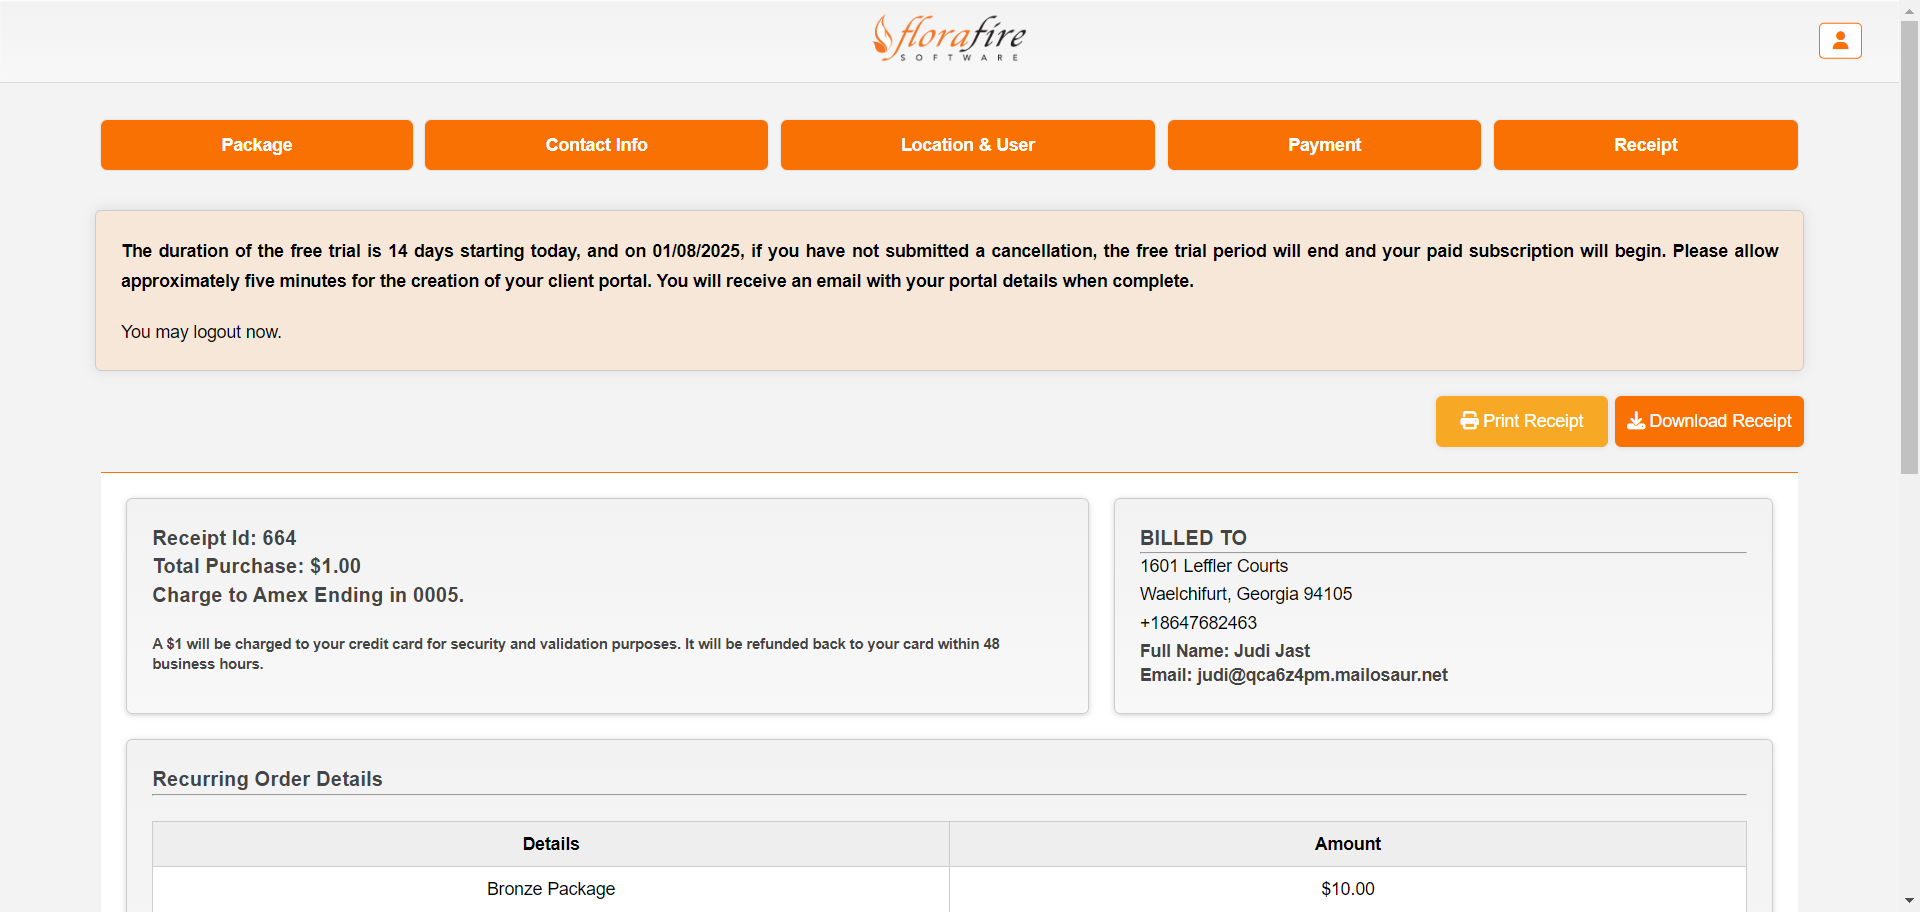 florafire
SOFTWARE
Package
Contact Info
Location & User
Payment
Receipt
The duration of the free trial is 14 days starting today, and on 01/08/2025, if you have not submitted a cancellation, the free trial period will end and your paid subscription will begin. Please allow
approximately five minutes for the creation of your client portal. You will receive an email with your portal details when complete.
You may logout now.
Print Receipt
Download Receipt
Receipt Id: 664
Total Purchase: $1.00
Charge to Amex Ending in 0005.
A $1 will be charged to your credit card for security and validation purposes. It will be refunded back to your card within 48
business hours.
BILLED TO
1601 Leffler Courts
Waelchifurt, Georgia 94105
+18647682463
Full Name: Judi Jast
Email: judi@qca6z4pm.mailosaur.net
Recurring Order Details
Details
Amount
Bronze Package
$10.00